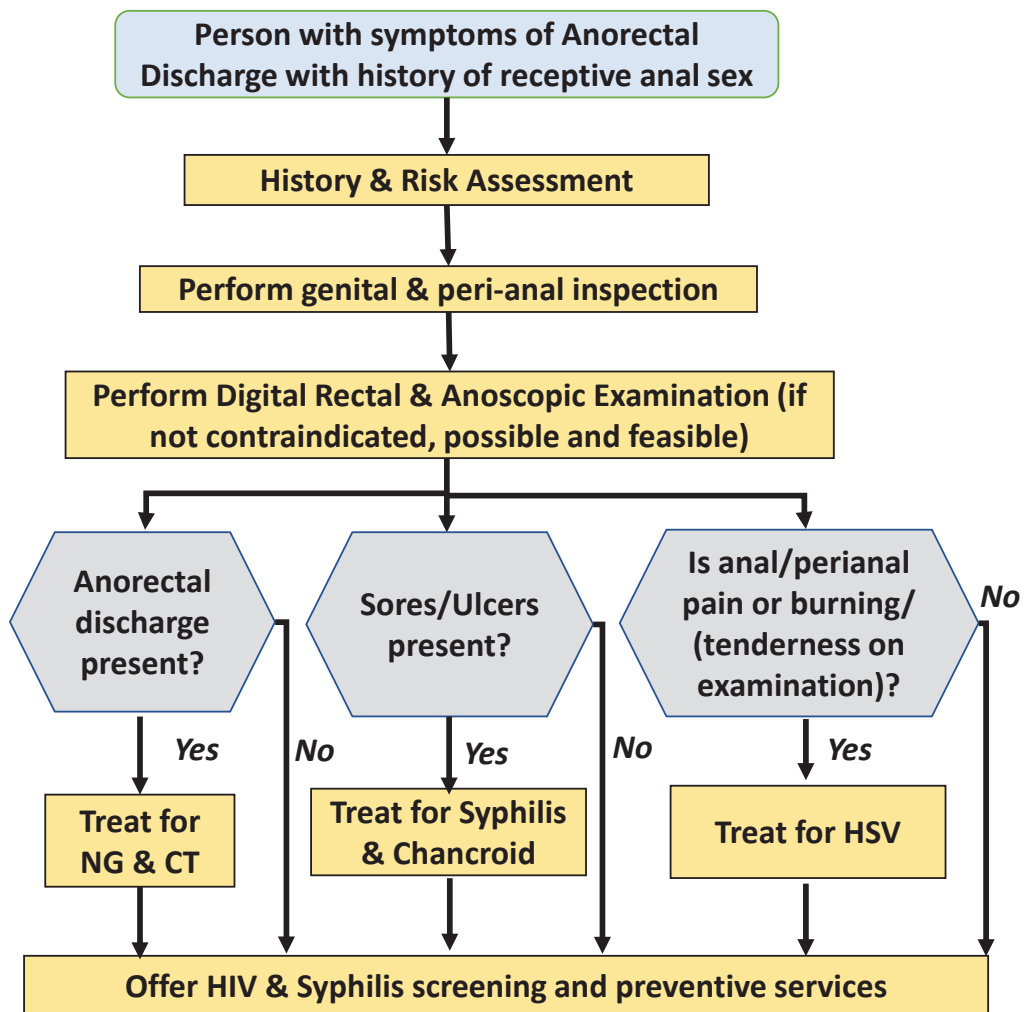 Person with symptoms of Anorectal
Discharge with history of receptive anal sex
History & Risk Assessment
Perform genital & peri-anal inspection
Perform Digital Rectal & Anoscopic Examination (if
not contraindicated, possible and feasible)
Anorectal
discharge
present?
Sores/Ulcers
present?
Is anal/perianal
pain or burning/
(tenderness on
examination)?
No
Yes
No
Yes
No
Yes
Treat for
NG & CT
Treat for Syphilis
& Chancroid
Treat for HSV
Offer HIV & Syphilis screening and preventive services